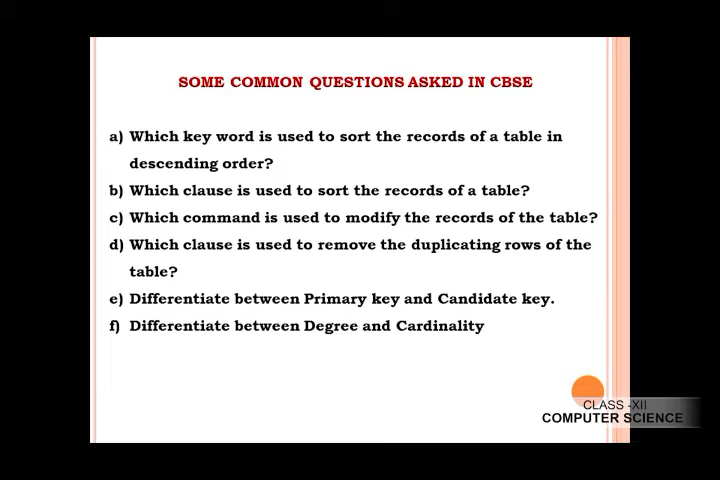 SOME COMMON QUESTIONS ASKED IN CBSE
a) Which key word is used to sort the records of a table in
descending order?
b) Which clause is used to sort the records of a table?
c) Which command is used to modify the records of the table?
d) Which clause is used to remove the duplicating rows of the
table?
e) Differentiate between Primary key and Candidate key.
f) Differentiate between Degree and Cardinality
CLASS -XII
COMPUTER SCIENCE